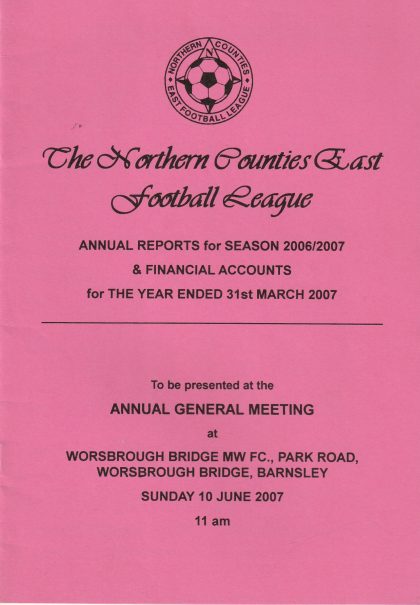 NORTHERN COUNTIES
N
EAST FOOTBALL LEAGUE
The Northern Counties East
Football League
ANNUAL REPORTS for SEASON 2006/2007
& FINANCIAL ACCOUNTS
for THE YEAR ENDED 31st MARCH 2007
To be presented at the
ANNUAL GENERAL MEETING
at
WORSBROUGH BRIDGE MW FC., PARK ROAD,
WORSBROUGH BRIDGE, BARNSLEY
SUNDAY 10 JUNE 2007
11 am